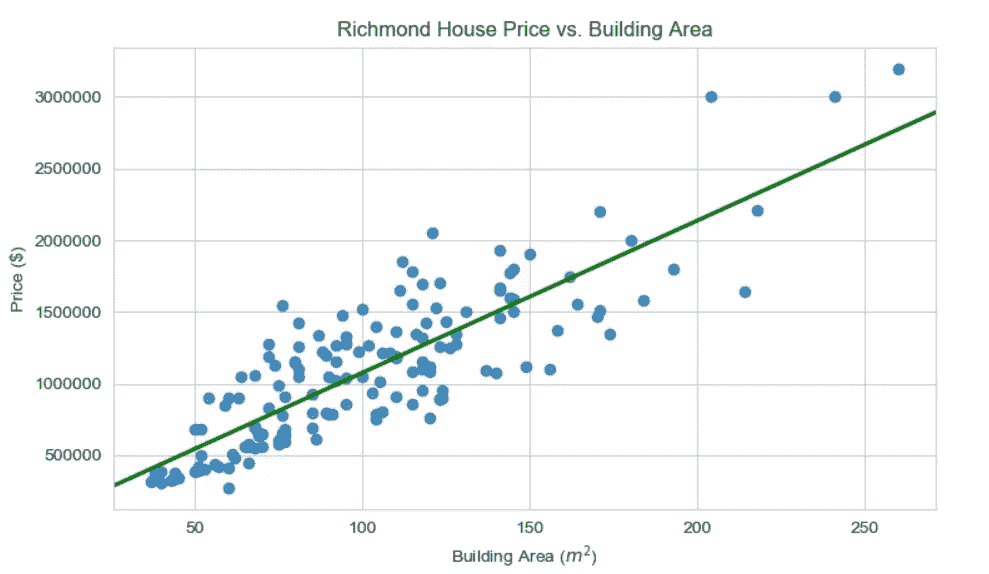 Richmond House Price vs. Building Area
3000000
2500000
2000000
1500000
1000000
500000
Price ($)
50 100 150 200 250
Building Area (m²)